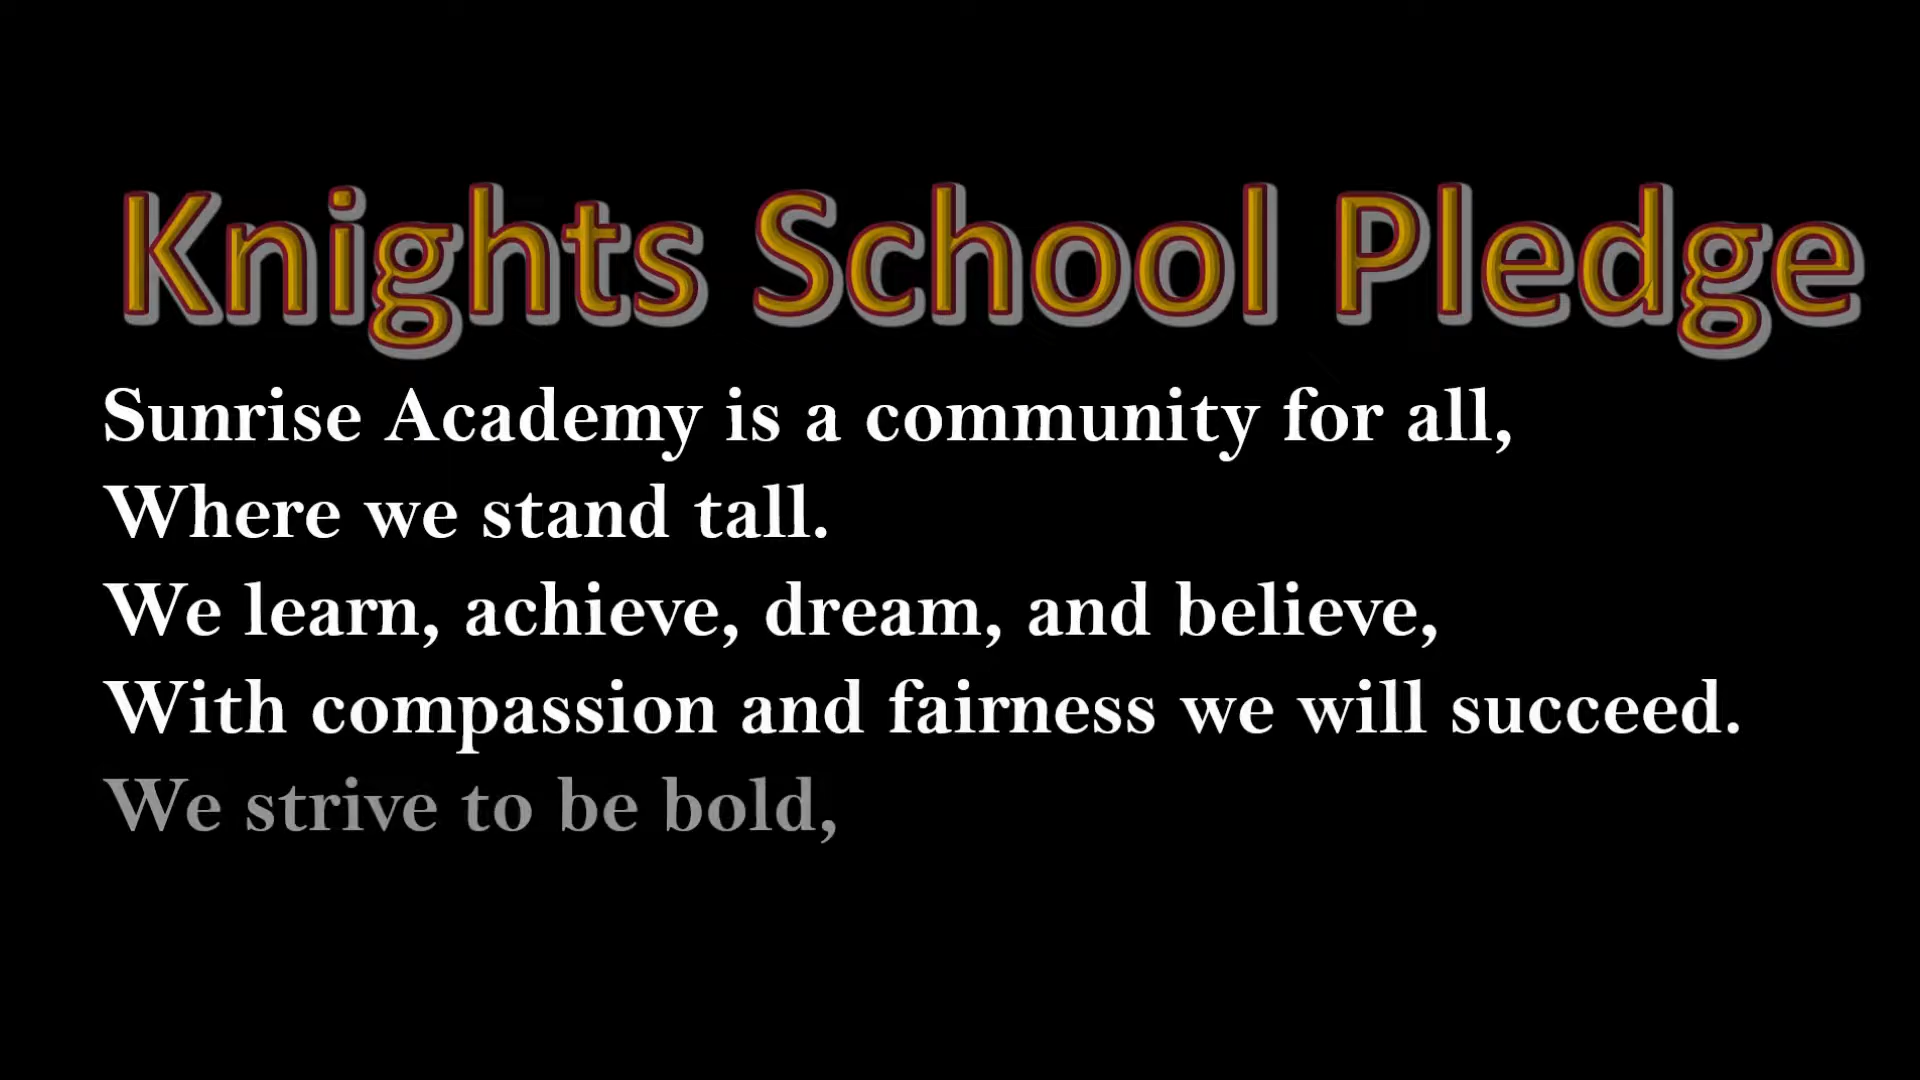 Knights School Pledge
Sunrise Academy is a community for all,
Where we stand tall.
We learn, achieve, dream, and believe,
With compassion and fairness we will succeed.
We strive to be bold,